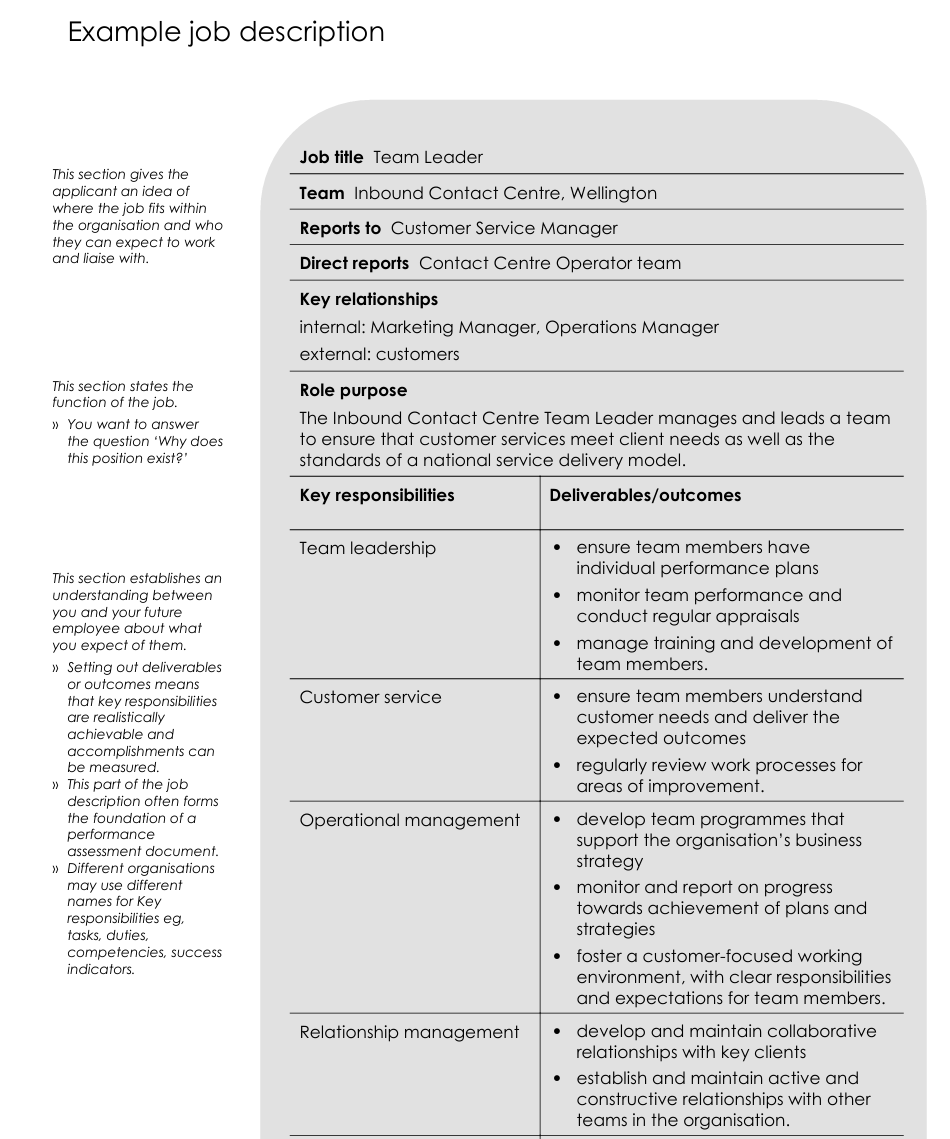 Example job description
This section gives the
applicant an idea of
where the job fits within
the organisation and who
they can expect to work
and liaise with.
This section states the
function of the job.
» You want to answer
the question ‘Why does
this position exist?’
This section establishes an
understanding between
you and your future
employee about what
you expect of them.
» Setting out deliverables
or outcomes means
that key responsibilities
are realistically
achievable and
accomplishments can
be measured.
» This part of the job
description often forms
the foundation of a
performance
assessment document.
» Different organisations
may use different
names for Key
responsibilities eg,
tasks, duties,
competencies, success
indicators.
Job title Team Leader
Team Inbound Contact Centre, Wellington
Reports to Customer Service Manager
Direct reports Contact Centre Operator team
Key relationships
internal: Marketing Manager, Operations Manager
external: customers
Role purpose
The Inbound Contact Centre Team Leader manages and leads a team
to ensure that customer services meet client needs as well as the
standards of a national service delivery model.
Key responsibilities
Deliverables/outcomes
Team leadership
• ensure team members have
individual performance plans
• monitor team performance and
conduct regular appraisals
• manage training and development of
team members.
Customer service
• ensure team members understand
customer needs and deliver the
expected outcomes
• regularly review work processes for
areas of improvement.
Operational management
• develop team programmes that
support the organisation’s business
strategy
• monitor and report on progress
towards achievement of plans and
strategies
• foster a customer-focused working
environment, with clear responsibilities
and expectations for team members.
Relationship management
• develop and maintain collaborative
relationships with key clients
• establish and maintain active and
constructive relationships with other
teams in the organisation.